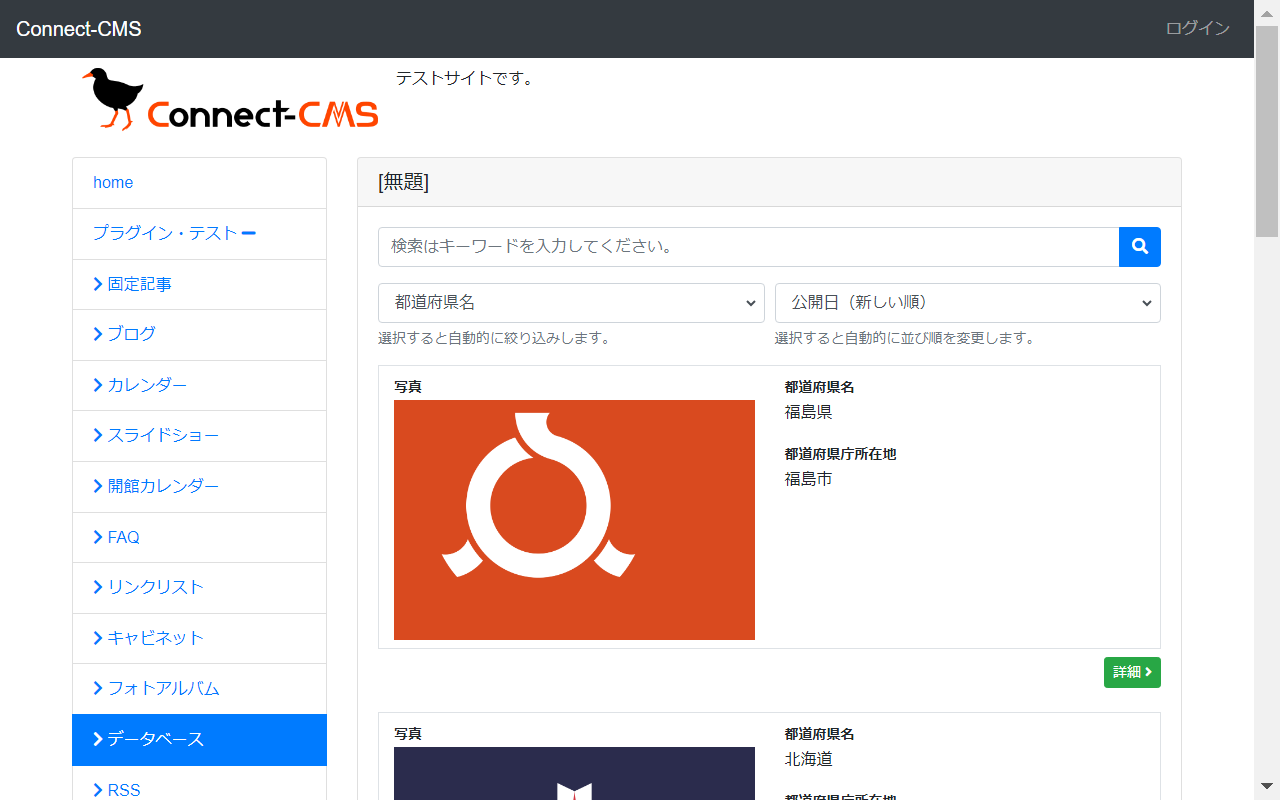 Connect-CMS
ログイン
Connect-CMS
テストサイトです。
home
プラグイン・テスト
固定記事
ブログ
カレンダー
スライドショー
開館カレンダー
FAQ
リンクリスト
キャビネット
フォトアルバム
データベース
RSS
[無題]
検索はキーワードを入力してください。
都道府県名
公開日（新しい順）
選択すると自動的に絞り込みします。
選択すると自動的に並び順を変更します。
写真
都道府県名
福島県
都道府県庁所在地
福島市
詳細
写真
都道府県名
北海道
都道府県庁所在地